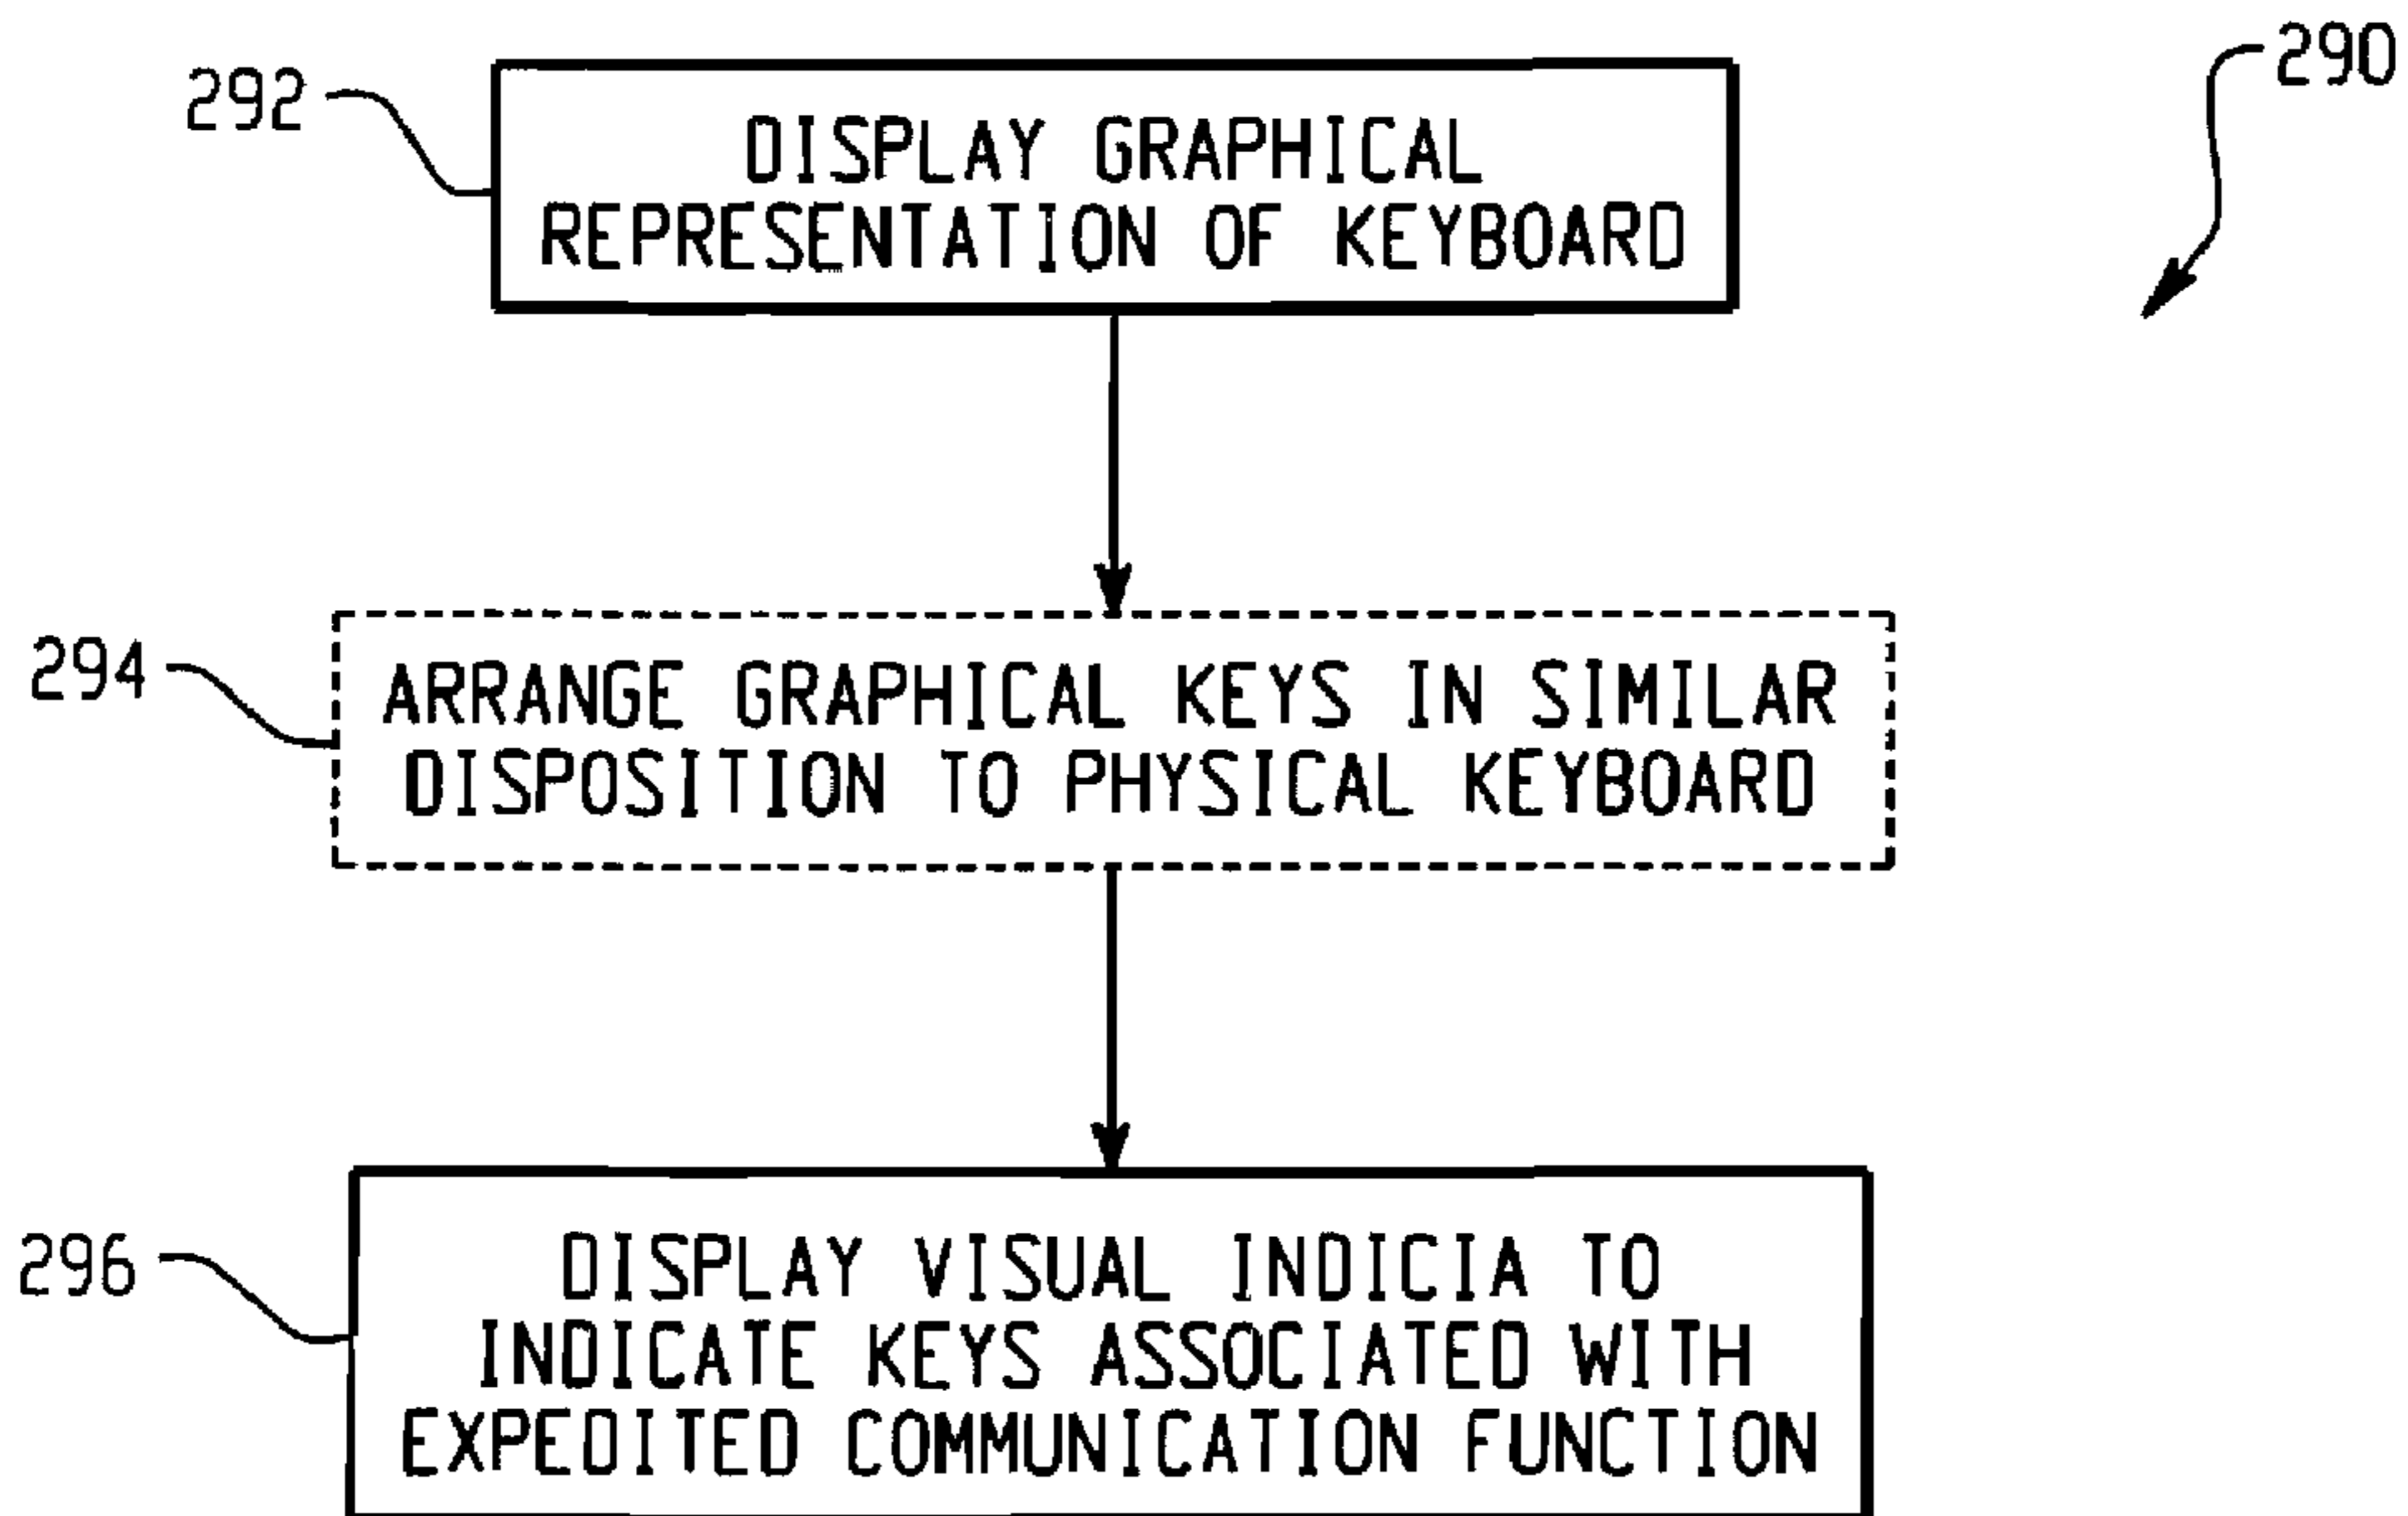 290
292
DISPLAY GRAPHICAL
REPRESENTATION OF KEYBOARD
294
ARRANGE GRAPHICAL KEYS IN SIMILAR
DISPOSITION TO PHYSICAL KEYBOARD
296
DISPLAY VISUAL INDICIA TO
INDICATE KEYS ASSOCIATED WITH
EXPEDITED COMMUNICATION FUNCTION